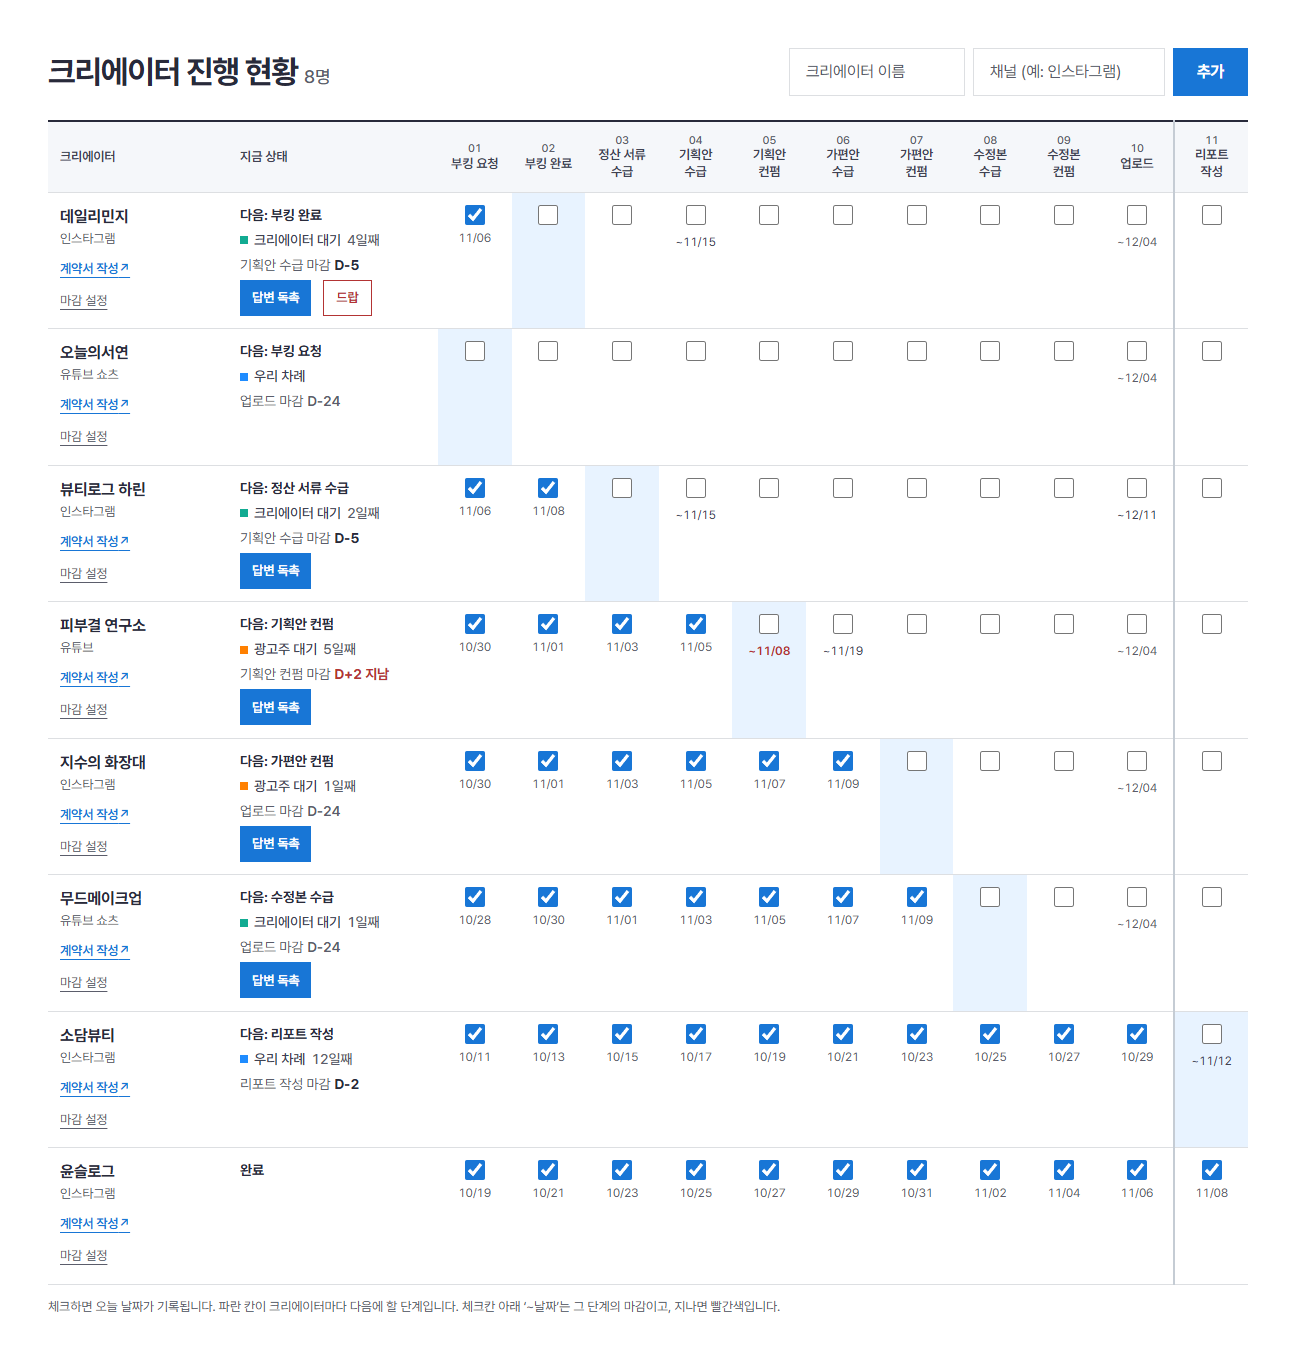 크리에이터 진행 현황 8명
크리에이터 이름
채널 (예: 인스타그램)
추가
크리에이터
지금 상태
01
부킹 요청
02
부킹 완료
03
정산 서류
수급
04
기획안
수급
05
기획안
컨펌
06
가편안
수급
07
가편안
컨펌
08
수정본
수급
09
수정본
컨펌
10
업로드
11
리포트
작성
데일리민지
인스타그램
계약서 작성↗
마감 설정
다음: 부킹 완료
크리에이터 대기 4일째
기획안 수급 마감 D-5
답변 독촉
드랍
11/06
~11/15
~12/04
오늘의서연
유튜브 쇼츠
계약서 작성↗
마감 설정
다음: 부킹 요청
우리 차례
업로드 마감 D-24
~12/04
뷰티로그 하린
인스타그램
계약서 작성↗
마감 설정
다음: 정산 서류 수급
크리에이터 대기 2일째
기획안 수급 마감 D-5
답변 독촉
11/06
11/08
~11/15
~12/11
피부결 연구소
유튜브
계약서 작성↗
마감 설정
다음: 기획안 컨펌
광고주 대기 5일째
기획안 컨펌 마감 D+2 지남
답변 독촉
10/30
11/01
11/03
11/05
~11/08
~11/19
~12/04
지수의 화장대
인스타그램
계약서 작성↗
마감 설정
다음: 가편안 컨펌
광고주 대기 1일째
업로드 마감 D-24
답변 독촉
10/30
11/01
11/03
11/05
11/07
11/09
~12/04
무드메이크업
유튜브 쇼츠
계약서 작성↗
마감 설정
다음: 수정본 수급
크리에이터 대기 1일째
업로드 마감 D-24
답변 독촉
10/28
10/30
11/01
11/03
11/05
11/07
11/09
~12/04
소담뷰티
인스타그램
계약서 작성↗
마감 설정
다음: 리포트 작성
우리 차례 12일째
리포트 작성 마감 D-2
10/11
10/13
10/15
10/17
10/19
10/21
10/23
10/25
10/27
10/29
~11/12
윤슬로그
인스타그램
계약서 작성↗
마감 설정
완료
10/19
10/21
10/23
10/25
10/27
10/29
10/31
11/02
11/04
11/06
11/08
체크하면 오늘 날짜가 기록됩니다. 파란 칸이 크리에이터마다 다음에 할 단계입니다. 체크칸 아래 ‘~날짜’는 그 단계의 마감이고, 지나면 빨간색입니다.